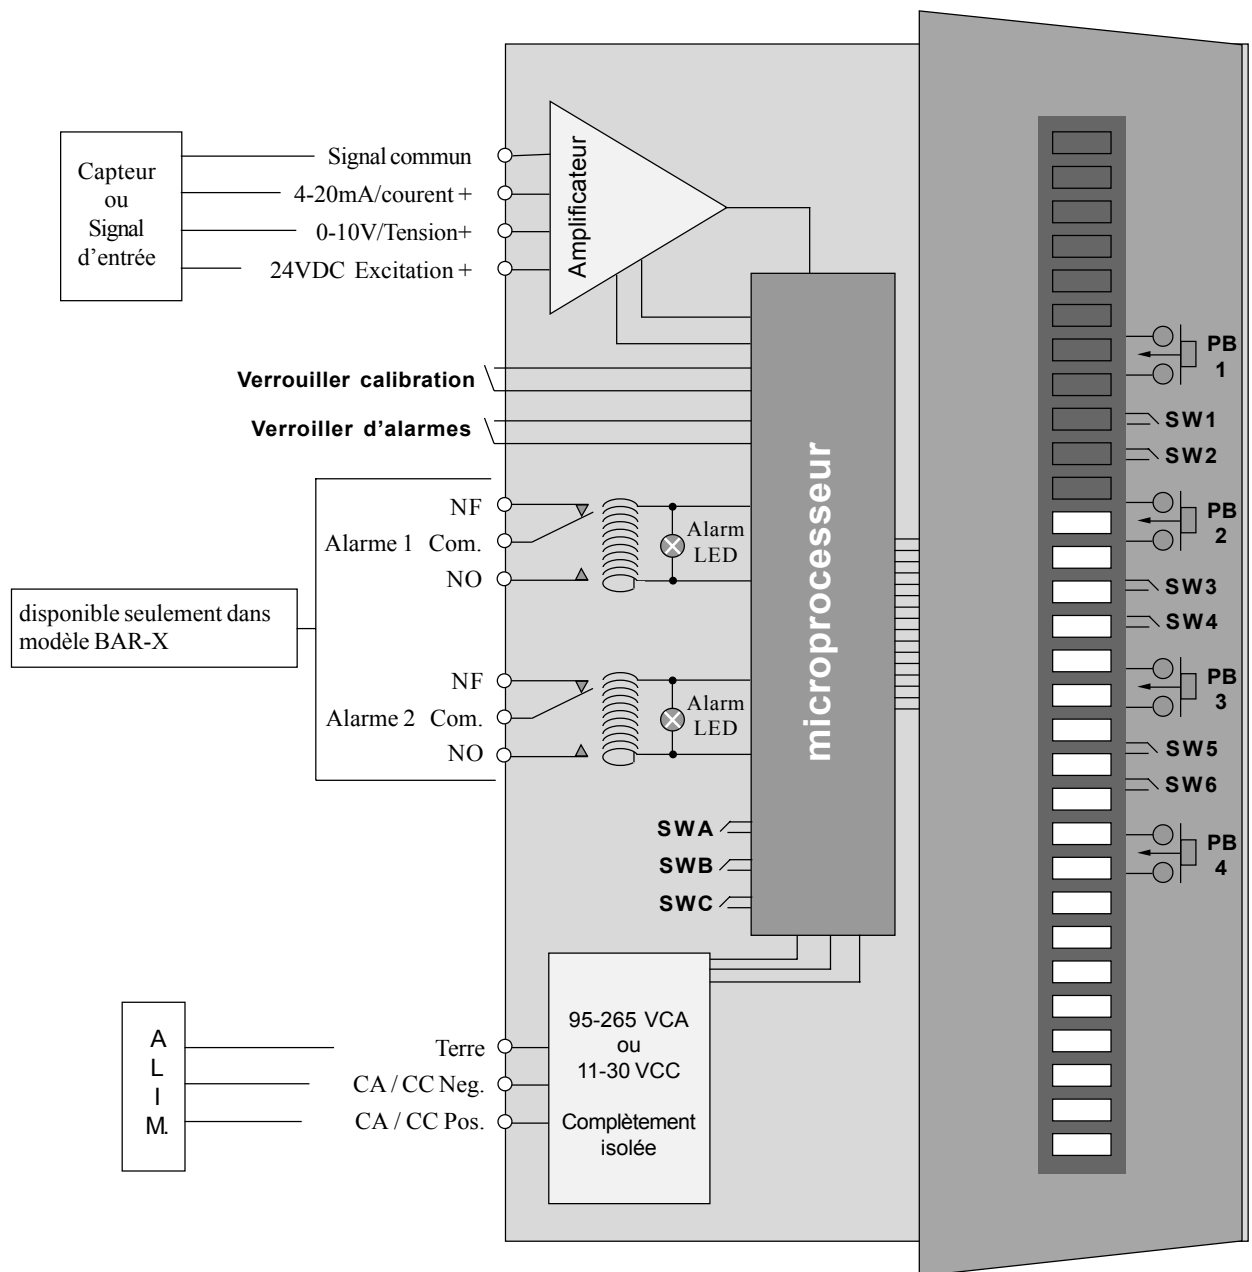 Capteur
ou
Signal
d'entrée
Signal commun
4-20mA/courent +
0-10V/Tension+
24VDC Excitation +
Amplificateur
Verrouiller calibration
Verroiller d'alarmes
NF
Alarme 1 Com.
NO
Alarm
LED
disponible seulement dans
modèle BAR-X
NF
Alarme 2 Com.
NO
Alarm
LED
microprocesseur
SWA
SWB
SWC
A
L
I
M.
Terre
CA / CC Neg.
CA / CC Pos.
95-265 VCA
ou
11-30 VCC
Complètement
isolée
PB
1
SW1
SW2
PB
2
SW3
SW4
PB
3
SW5
SW6
PB
4